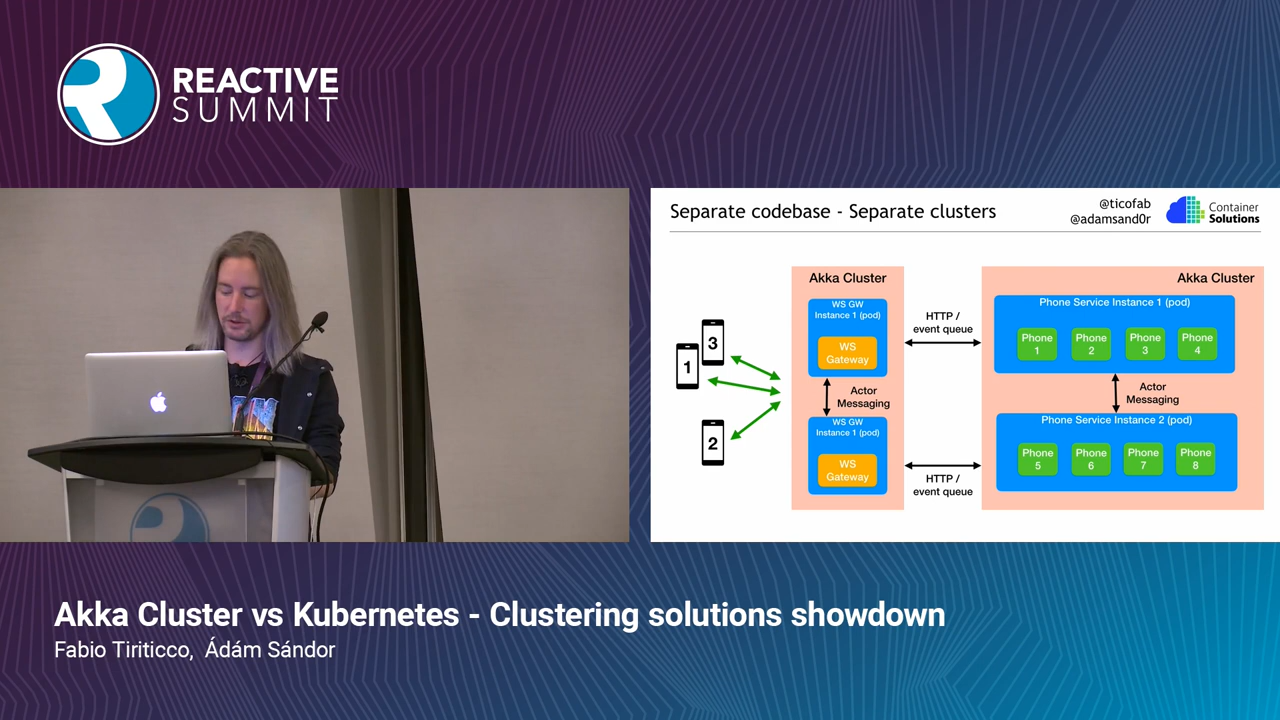 REACTIVE
SUMMIT
Separate codebase - Separate clusters
@ticofab
@adamsand0r
Container
Solutions
Akka Cluster
WS GW
Instance 1 (pod)
WS
Gateway
Actor
Messaging
WS GW
Instance 1 (pod)
WS
Gateway
3
1
2
HTTP /
event queue
HTTP /
event queue
Akka Cluster
Phone Service Instance 1 (pod)
Phone
1
Phone
2
Phone
3
Phone
4
Actor
Messaging
Phone Service Instance 2 (pod)
Phone
5
Phone
6
Phone
7
Phone
8
Akka Cluster vs Kubernetes - Clustering solutions showdown
Fabio Tiriticco, Ádám Sándor